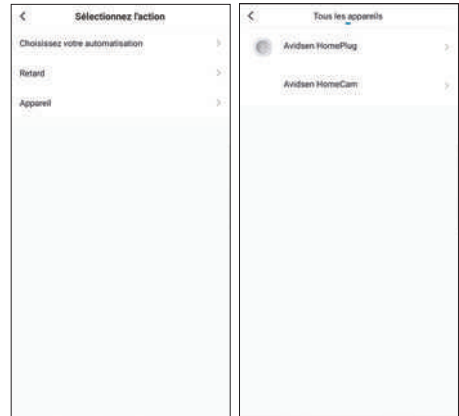 Sélectionnez l'action
Choisissez votre automatisation
Retard
Appareil
Tous les appareils
Avidsen HomePlug
Avidsen HomeCam